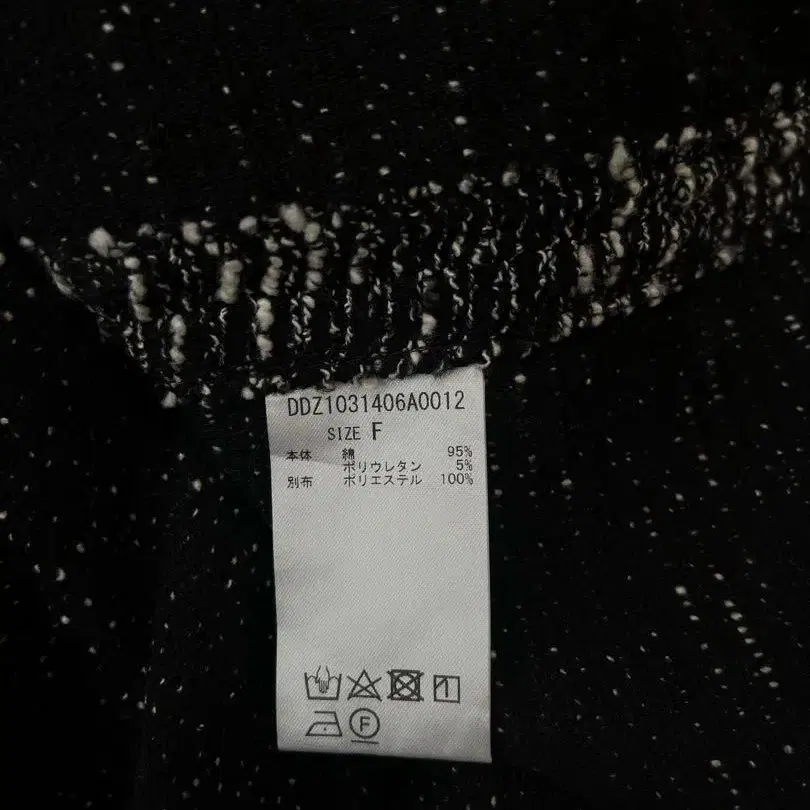 DDZ1031406A0012
SIZE F
本体 綿 95%
ポリウレタン 5%
別布 ポリエステル 100%
F